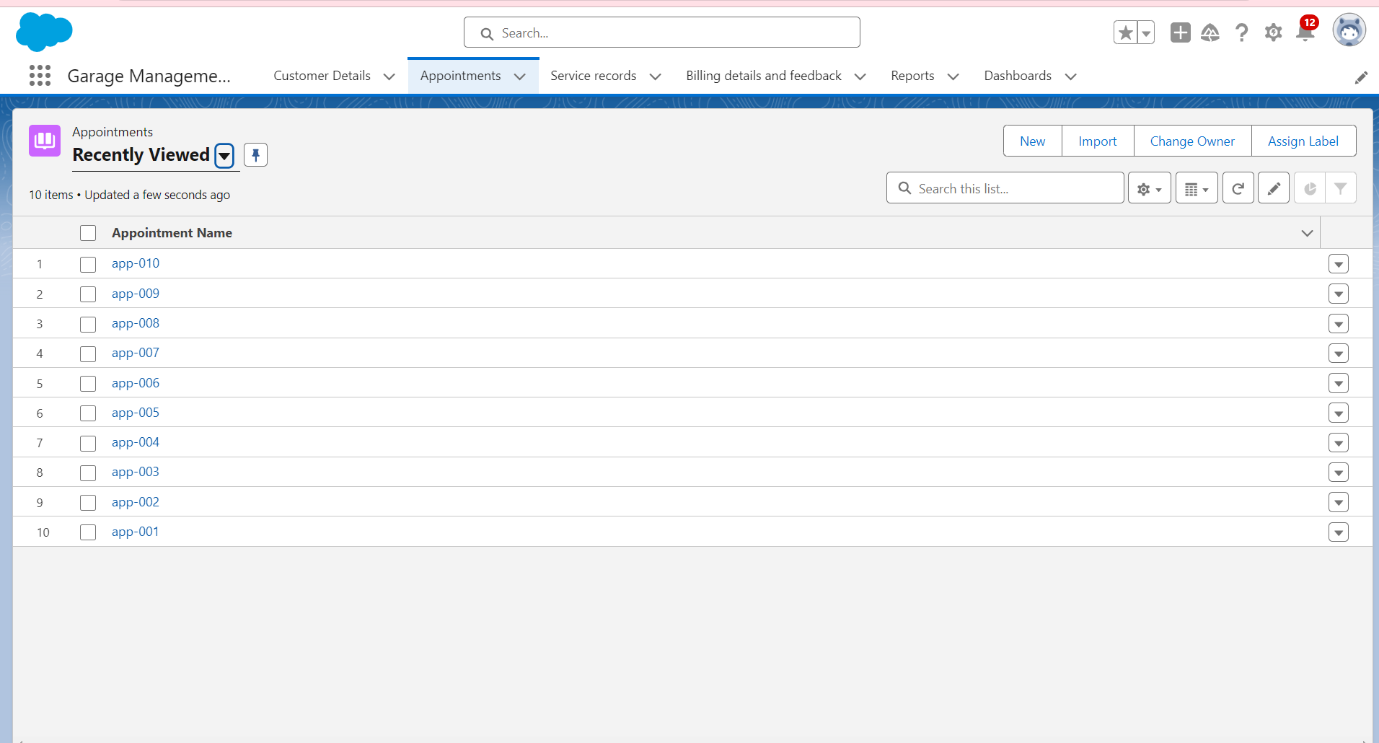 Search...
12
Garage Manageme... Customer Details Appointments Service records Billing details and feedback Reports Dashboards
Appointments
Recently Viewed
New Import Change Owner Assign Label
10 items • Updated a few seconds ago
Search this list...
Appointment Name
1 app-010
2 app-009
3 app-008
4 app-007
5 app-006
6 app-005
7 app-004
8 app-003
9 app-002
10 app-001